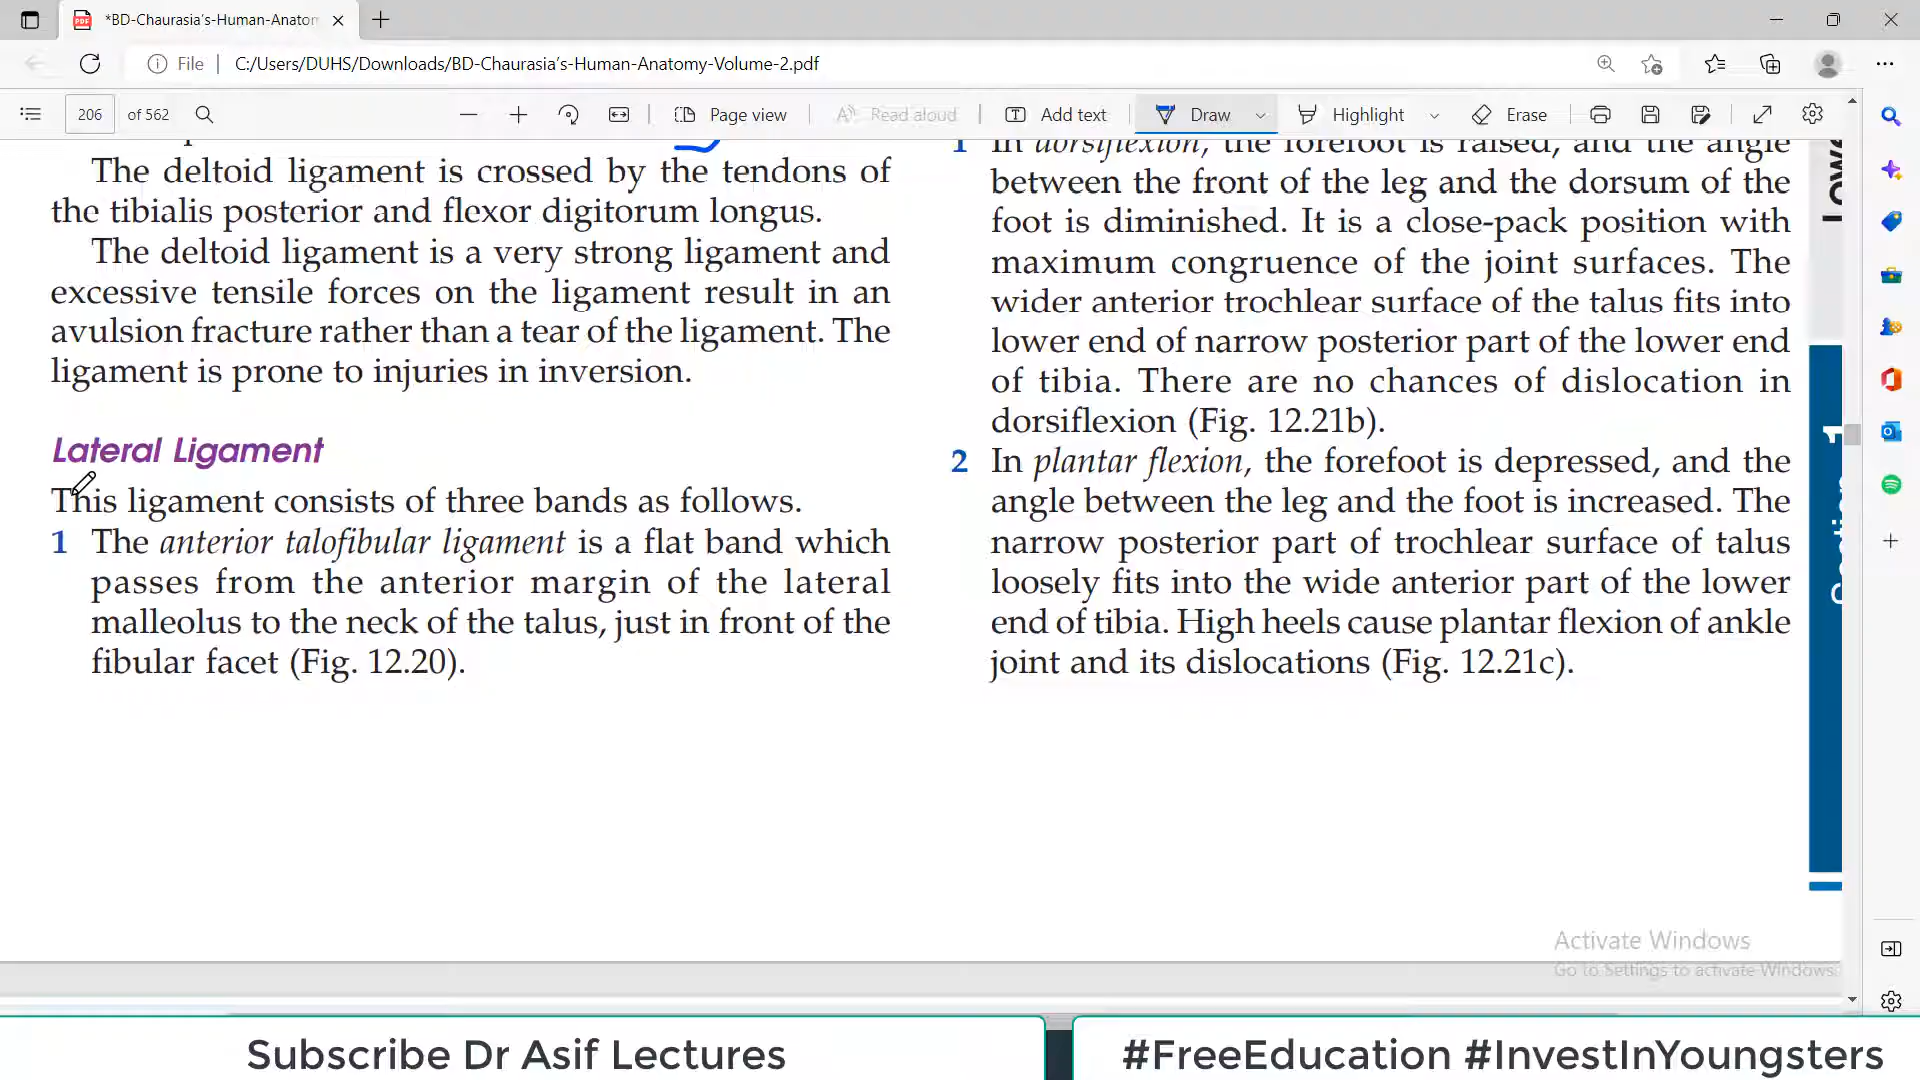 *BD-Chaurasia's-Human-Anaton
File
C:/Users/DUHS/Downloads/BD-Chaurasia's-Human-Anatomy-Volume-2.pdf
206 of 562
Page view
Read aloud
Add text
Draw
Highlight
Erase
The deltoid ligament is crossed by the tendons of
the tibialis posterior and flexor digitorum longus.
The deltoid ligament is a very strong ligament and
excessive tensile forces on the ligament result in an
avulsion fracture rather than a tear of the ligament. The
ligament is prone to injuries in inversion.
Lateral Ligament
This ligament consists of three bands as follows.
1 The anterior talofibular ligament is a flat band which
passes from the anterior margin of the lateral
malleolus to the neck of the talus, just in front of the
fibular facet (Fig. 12.20).
1 In dorsiflexion, the forefoot is raised, and the angle
between the front of the leg and the dorsum of the
foot is diminished. It is a close-pack position with
maximum congruence of the joint surfaces. The
wider anterior trochlear surface of the talus fits into
lower end of narrow posterior part of the lower end
of tibia. There are no chances of dislocation in
dorsiflexion (Fig. 12.21b).
2 In plantar flexion, the forefoot is depressed, and the
angle between the leg and the foot is increased. The
narrow posterior part of trochlear surface of talus
loosely fits into the wide anterior part of the lower
end of tibia. High heels cause plantar flexion of ankle
joint and its dislocations (Fig. 12.21c).
Activate Windows
Go to Settings to activate Windows.
Subscribe Dr Asif Lectures
#FreeEducation #InvestInYoungsters